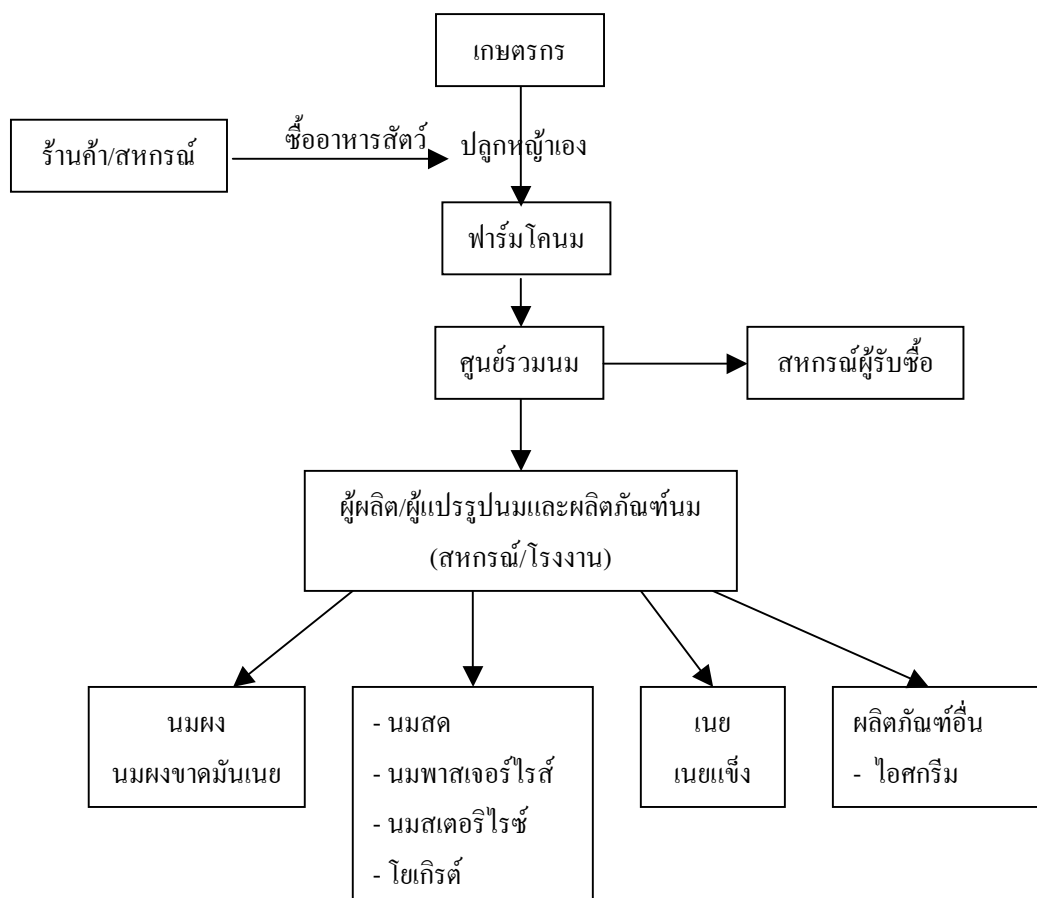 เกษตรกร
ร้านค้า/สหกรณ์
ซื้ออาหารสัตว์
ปลูกหญ้าเอง
ฟาร์มโคนม
ศูนย์รวมนม
สหกรณ์ผู้รับซื้อ
ผู้ผลิต/ผู้แปรรูปนมและผลิตภัณฑ์นม
(สหกรณ์/โรงงาน)
นมผง
นมผงขาดมันเนย
- นมสด
- นมพาสเจอร์ไรส์
- นมสเตอริไรซ์
- โยเกิรต์
เนย
เนยแข็ง
ผลิตภัณฑ์อื่น
- ไอศกรีม